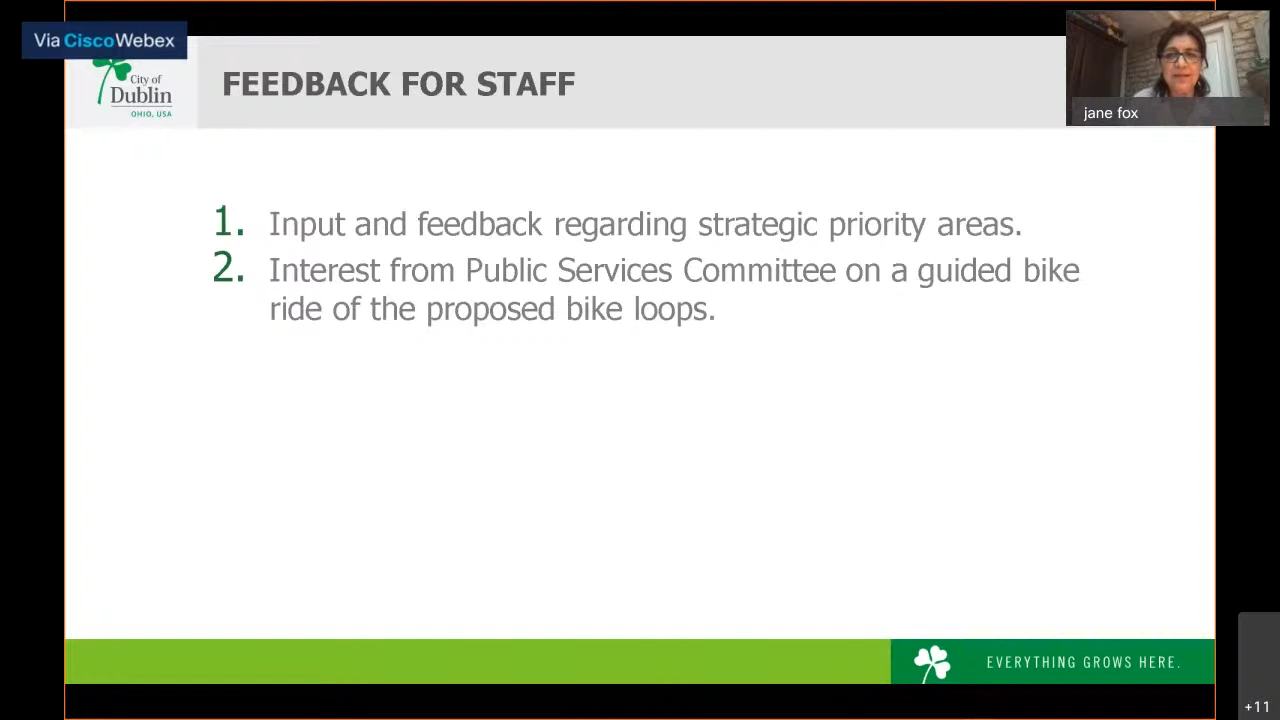 Via CiscoWebex
City of
Dublin
OHIO, USA
FEEDBACK FOR STAFF
jane fox
1. Input and feedback regarding strategic priority areas.
2. Interest from Public Services Committee on a guided bike
ride of the proposed bike loops.
EVERYTHING GROWS HERE.
+11